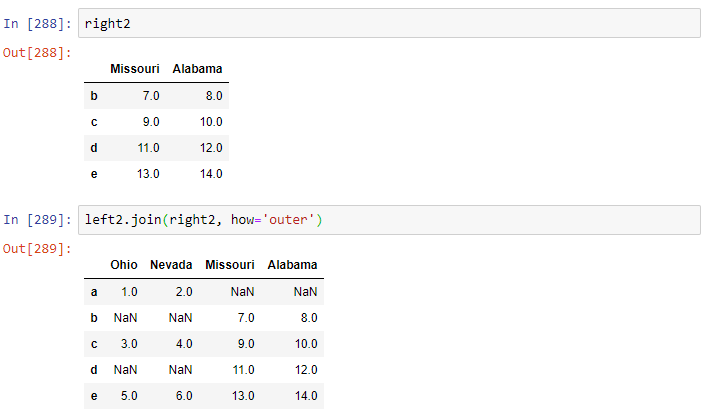 In [288]: right2
Out[288]:
Missouri Alabama
b 7.0 8.0
c 9.0 10.0
d 11.0 12.0
e 13.0 14.0
In [289]: left2.join(right2, how='outer')
Out[289]:
Ohio Nevada Missouri Alabama
a 1.0 2.0 NaN NaN
b NaN NaN 7.0 8.0
c 3.0 4.0 9.0 10.0
d NaN NaN 11.0 12.0
e 5.0 6.0 13.0 14.0